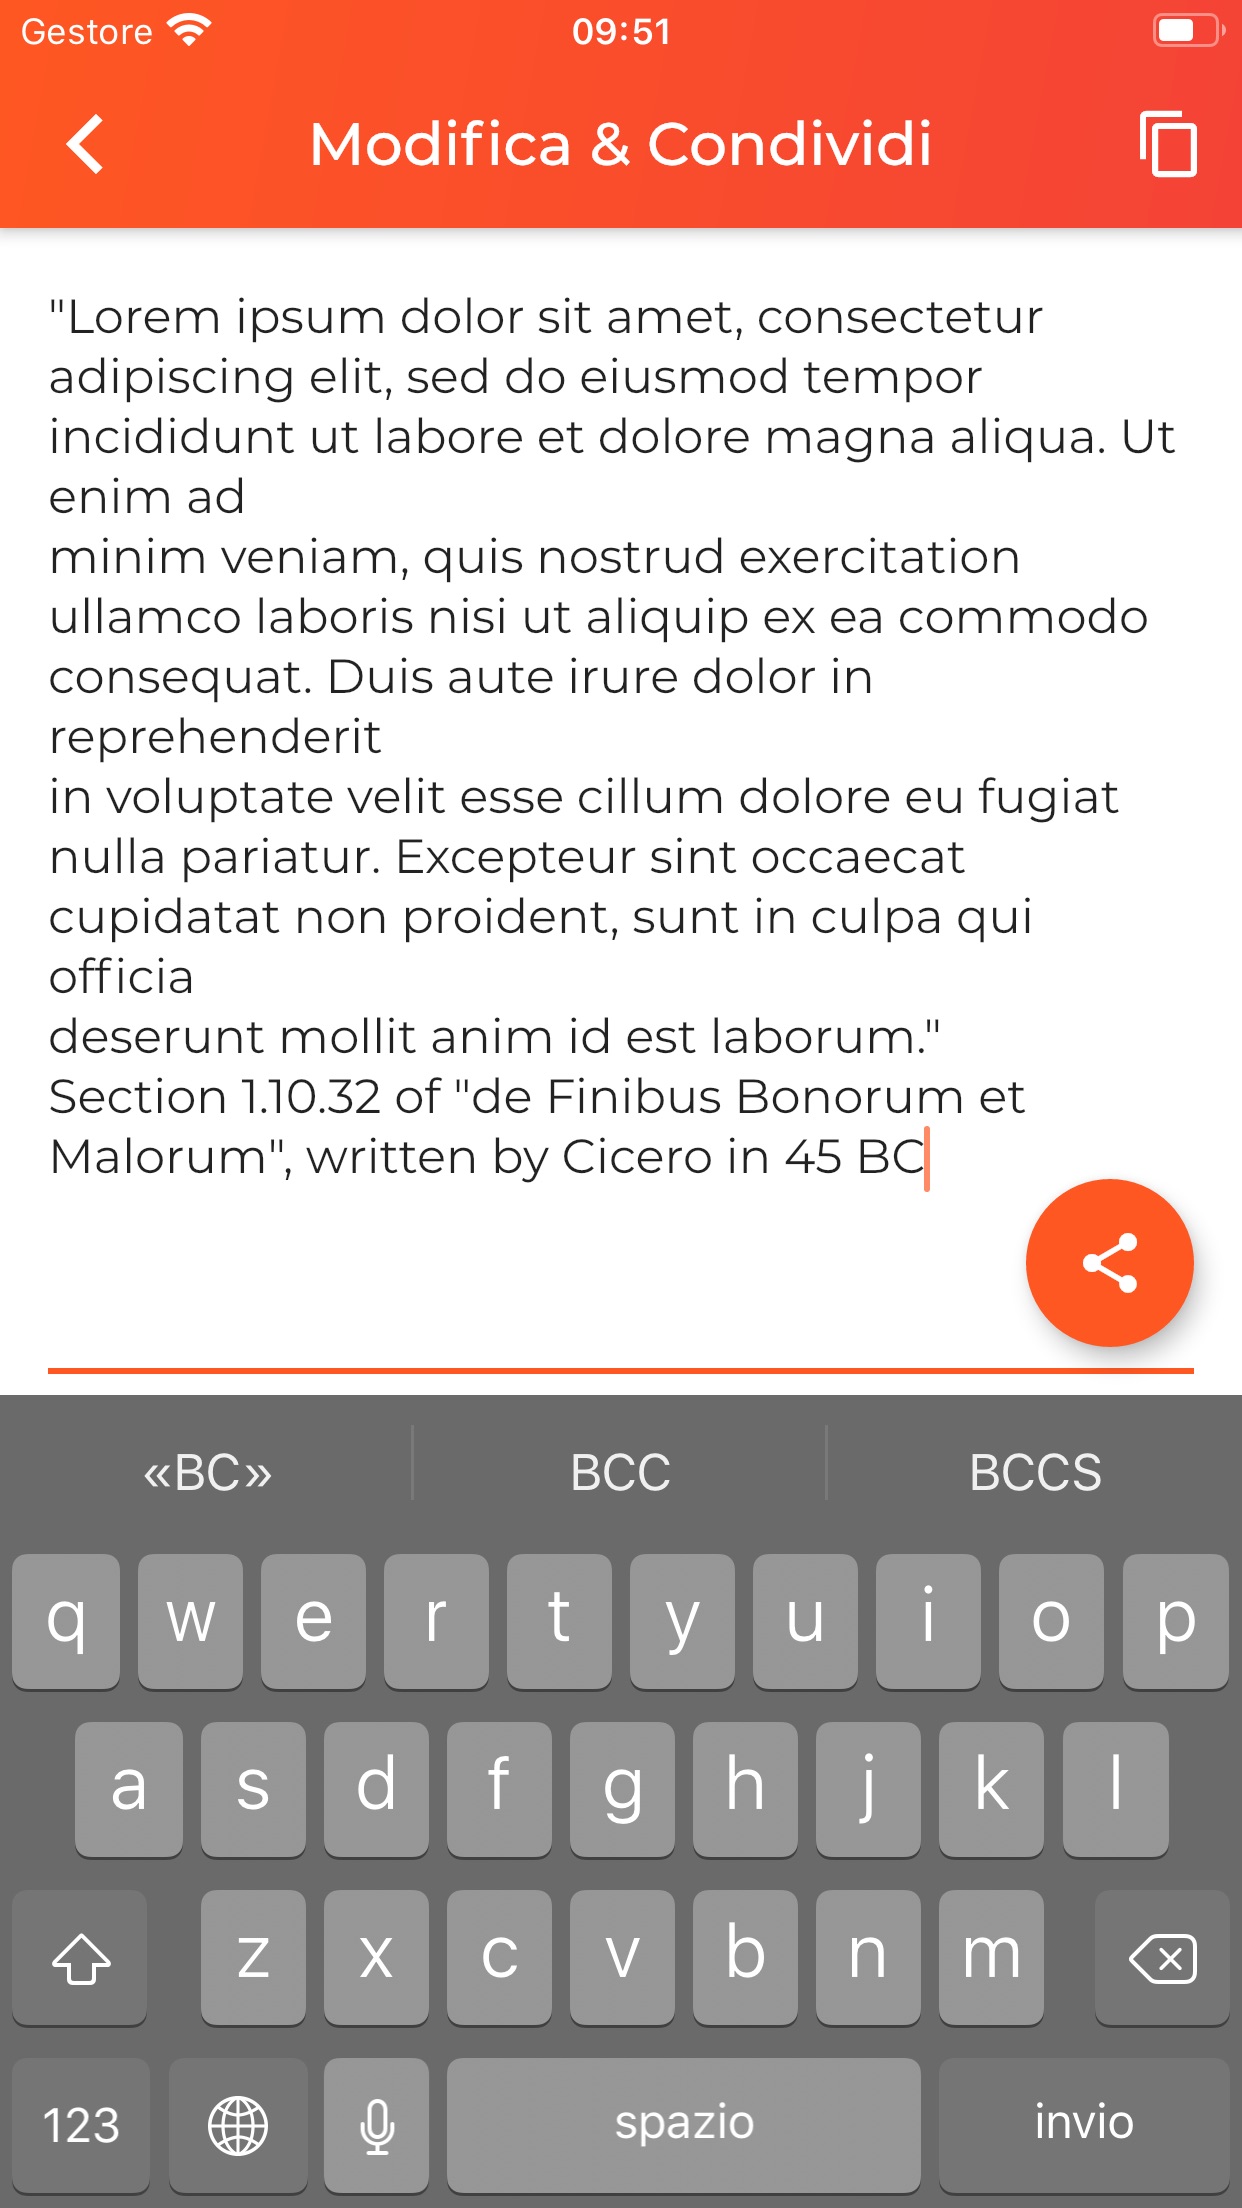 Gestore 09:51
Modifica & Condividi
"Lorem ipsum dolor sit amet, consectetur
adipiscing elit, sed do eiusmod tempor
incididunt ut labore et dolore magna aliqua. Ut
enim ad
minim veniam, quis nostrud exercitation
ullamco laboris nisi ut aliquip ex ea commodo
consequat. Duis aute irure dolor in
reprehenderit
in voluptate velit esse cillum dolore eu fugiat
nulla pariatur. Excepteur sint occaecat
cupidatat non proident, sunt in culpa qui
officia
deserunt mollit anim id est laborum."
Section 1.10.32 of "de Finibus Bonorum et
Malorum", written by Cicero in 45 BC
«BC» BCC BCCS
q w e r t y u i o p
a s d f g h j k l
z x c v b n m
123 spazio invio